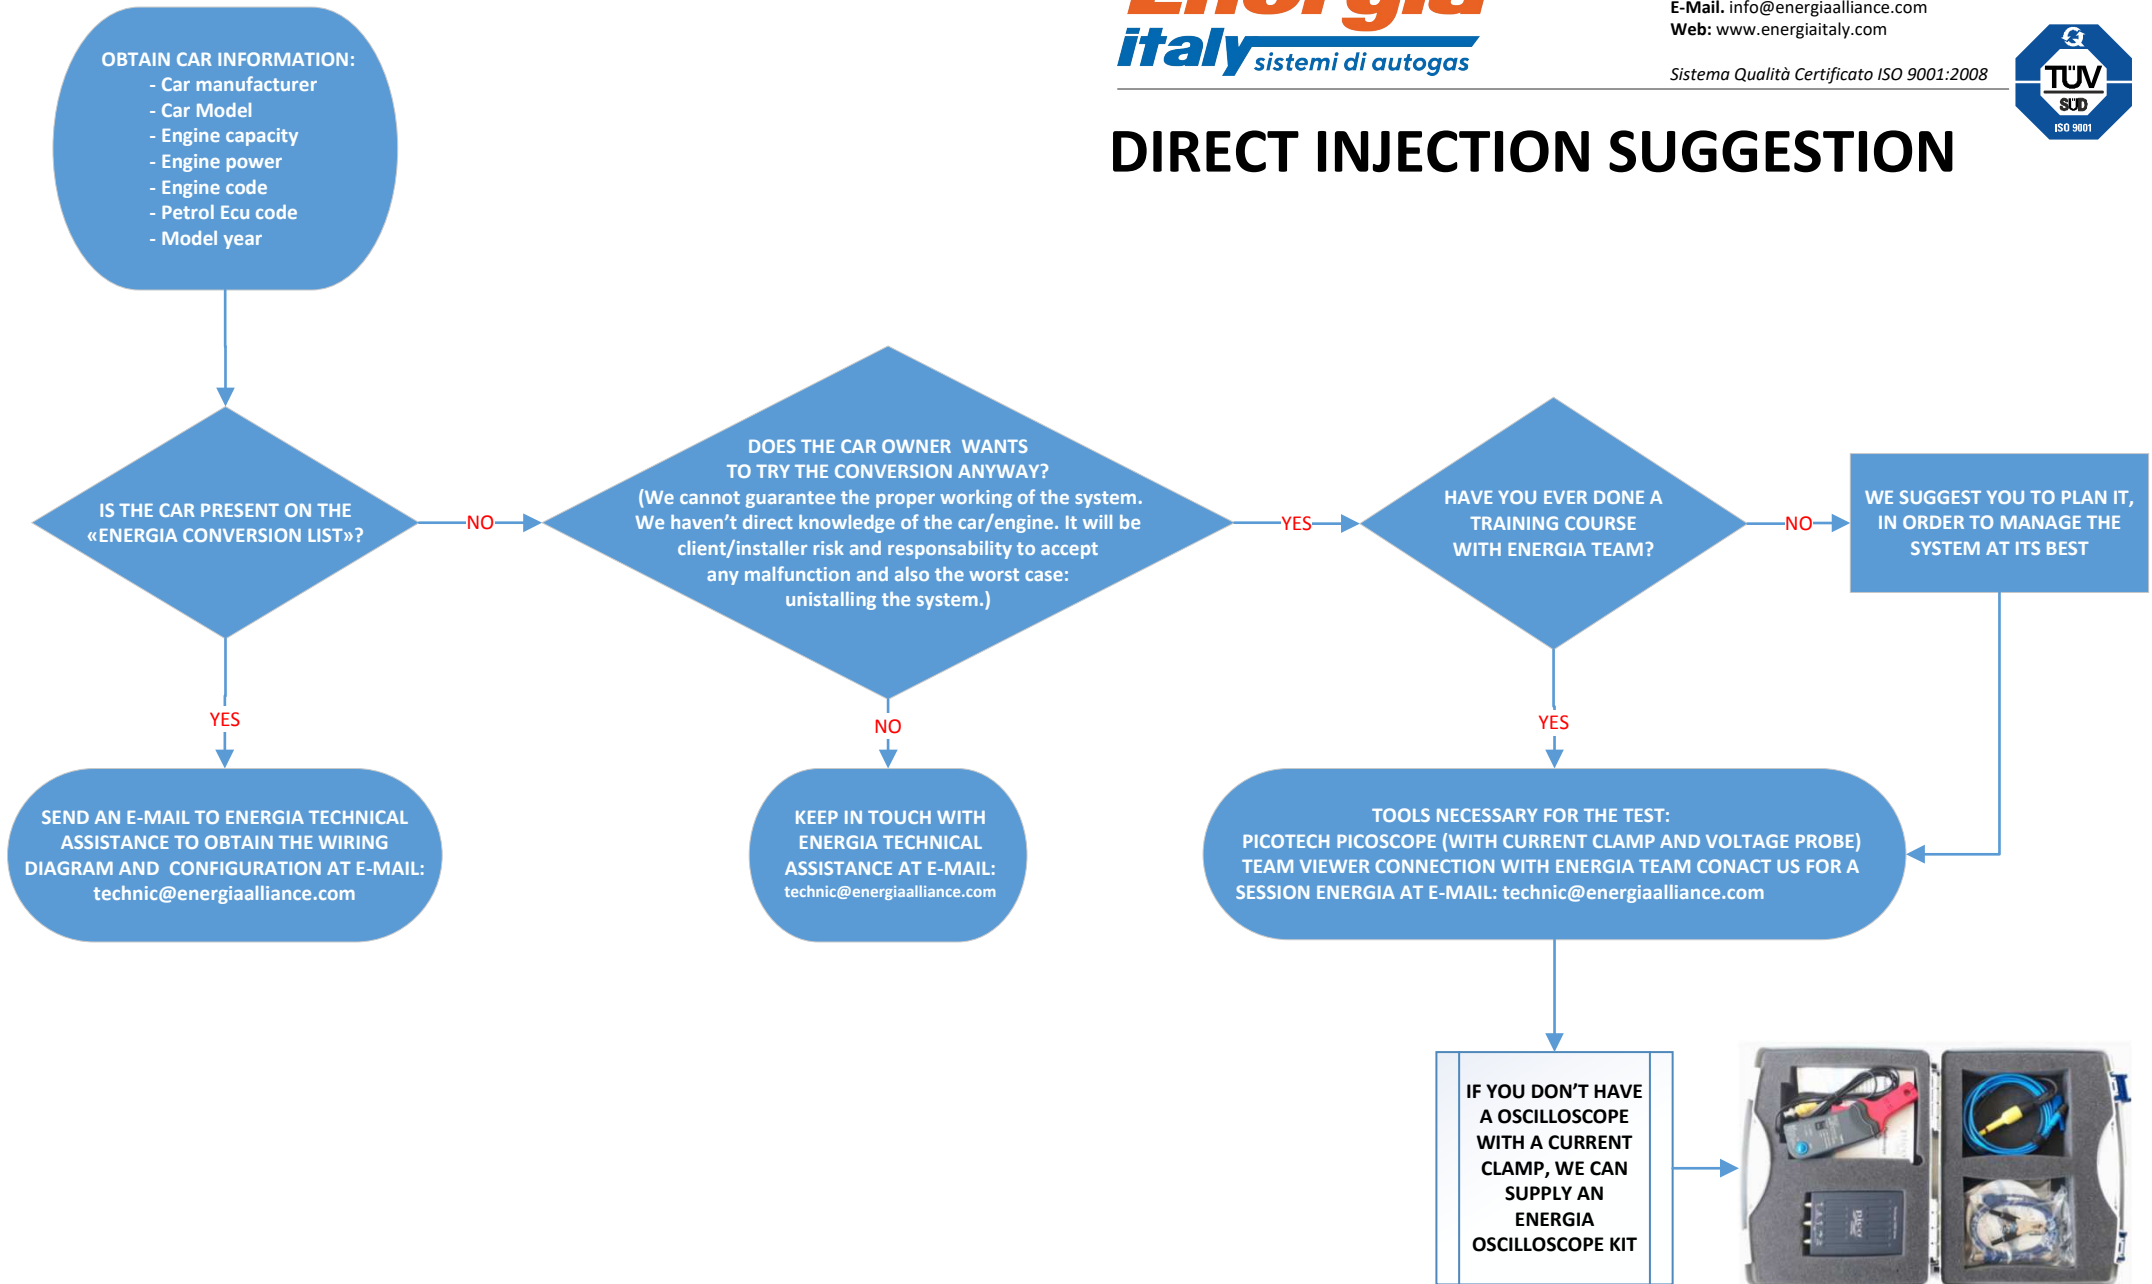 Energia
italy sistemi di autogas
E-Mail. info@energiaalliance.com
Web: www.energiaitaly.com
Sistema Qualità Certificato ISO 9001:2008
TÜV
SÜD
ISO 9001
DIRECT INJECTION SUGGESTION
OBTAIN CAR INFORMATION:
- Car manufacturer
- Car Model
- Engine capacity
- Engine power
- Engine code
- Petrol Ecu code
- Model year
IS THE CAR PRESENT ON THE
«ENERGIA CONVERSION LIST»?
NO
DOES THE CAR OWNER WANTS
TO TRY THE CONVERSION ANYWAY?
(We cannot guarantee the proper working of the system.
We haven't direct knowledge of the car/engine. It will be
client/installer risk and responsability to accept
any malfunction and also the worst case:
unistalling the system.)
YES
HAVE YOU EVER DONE A
TRAINING COURSE
WITH ENERGIA TEAM?
NO
WE SUGGEST YOU TO PLAN IT,
IN ORDER TO MANAGE THE
SYSTEM AT ITS BEST
YES
NO
YES
SEND AN E-MAIL TO ENERGIA TECHNICAL
ASSISTANCE TO OBTAIN THE WIRING
DIAGRAM AND CONFIGURATION AT E-MAIL:
technic@energiaalliance.com
KEEP IN TOUCH WITH
ENERGIA TECHNICAL
ASSISTANCE AT E-MAIL:
technic@energiaalliance.com
TOOLS NECESSARY FOR THE TEST:
PICOTECH PICOSCOPE (WITH CURRENT CLAMP AND VOLTAGE PROBE)
TEAM VIEWER CONNECTION WITH ENERGIA TEAM CONACT US FOR A
SESSION ENERGIA AT E-MAIL: technic@energiaalliance.com
IF YOU DON'T HAVE
A OSCILLOSCOPE
WITH A CURRENT
CLAMP, WE CAN
SUPPLY AN
ENERGIA
OSCILLOSCOPE KIT